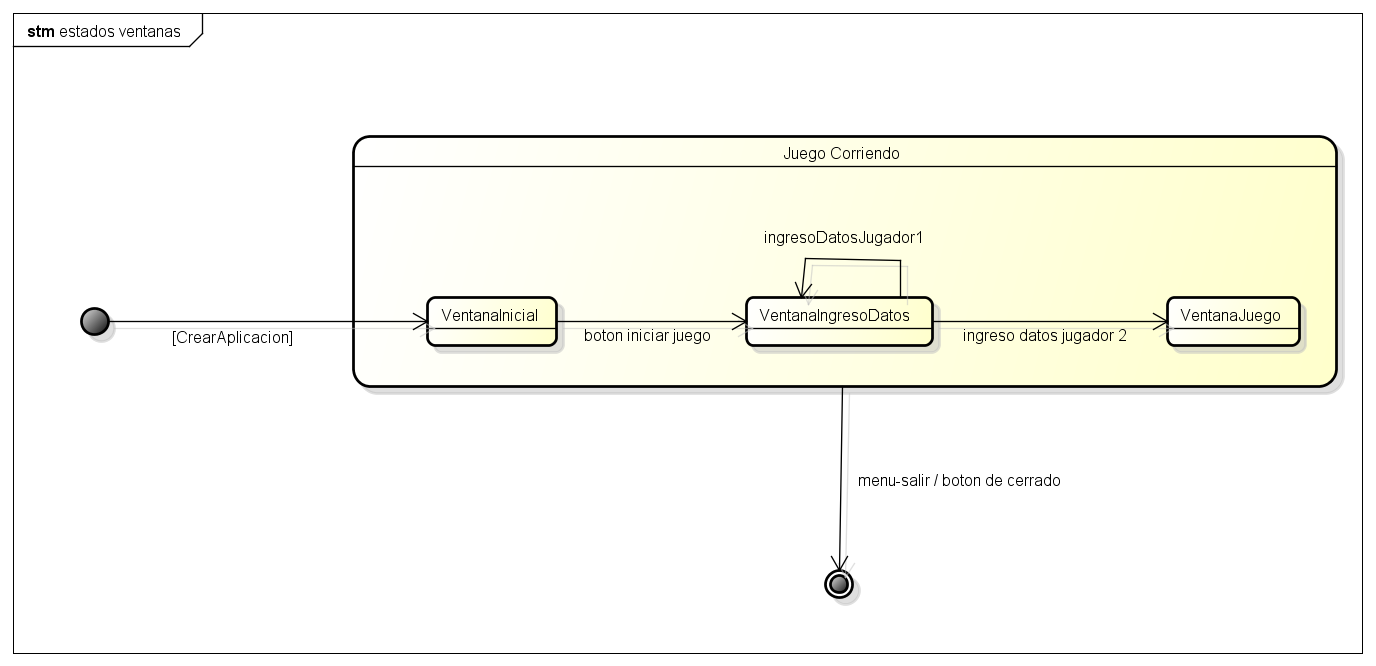 stm estados ventanas
Juego Corriendo
ingresoDatosJugador1
VentanaInicial
VentanaIngresoDatos
VentanaJuego
[CrearAplicacion]
boton iniciar juego
ingreso datos jugador 2
menu-salir / boton de cerrado